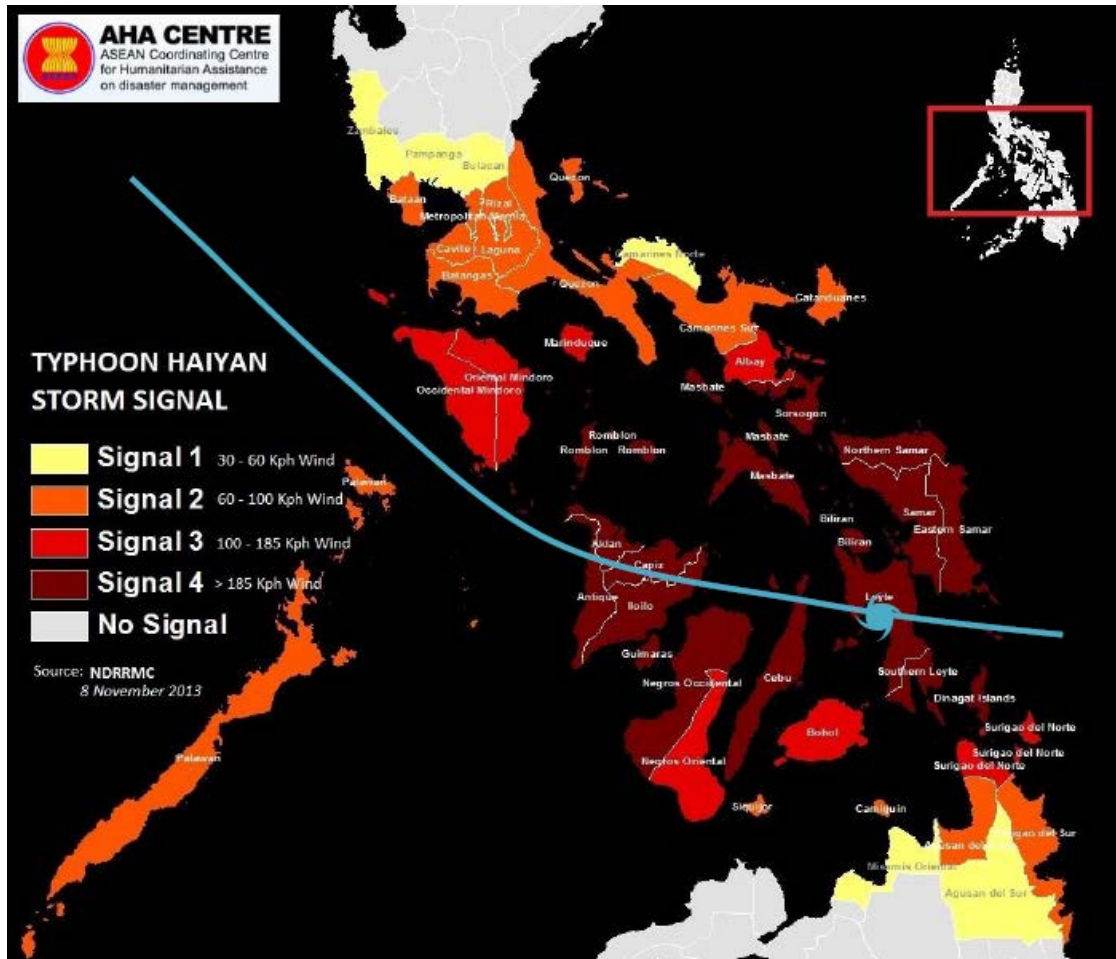 AHA CENTRE
ASEAN Coordinating Centre
for Humanitarian Assistance
on disaster management
Zambales
Pampanga
Bulacan
Bataan
Rizal
Quezon
Metropolitan Manila
Cavite
Laguna
Batangas
Quezon
Camarines Norte
Catanduanes
Camarines Sur
Marinduque
Albay
Oriental Mindoro
Occidental Mindoro
Masbate
Sorsogon
TYPHOON HAIYAN
STORM SIGNAL
Signal 1 30 - 60 Kph Wind
Signal 2 60 - 100 Kph Wind
Signal 3 100 - 185 Kph Wind
Signal 4 > 185 Kph Wind
No Signal
Source: NDRRMC
8 November 2013
Romblon
Romblon Romblon
Masbate
Masbate
Northern Samar
Palawan
Samar
Biliran
Eastern Samar
Biliran
Aklan
Capiz
Antique
Iloilo
Leyte
Guimaras
Negros Occidental
Cebu
Southern Leyte
Dinagat Islands
Surigao del Norte
Bohol
Surigao del Norte
Surigao del Norte
Palawan
Negros Oriental
Siquijor
Camiguin
Surigao del Sur
Misamis Oriental
Agusan del Sur